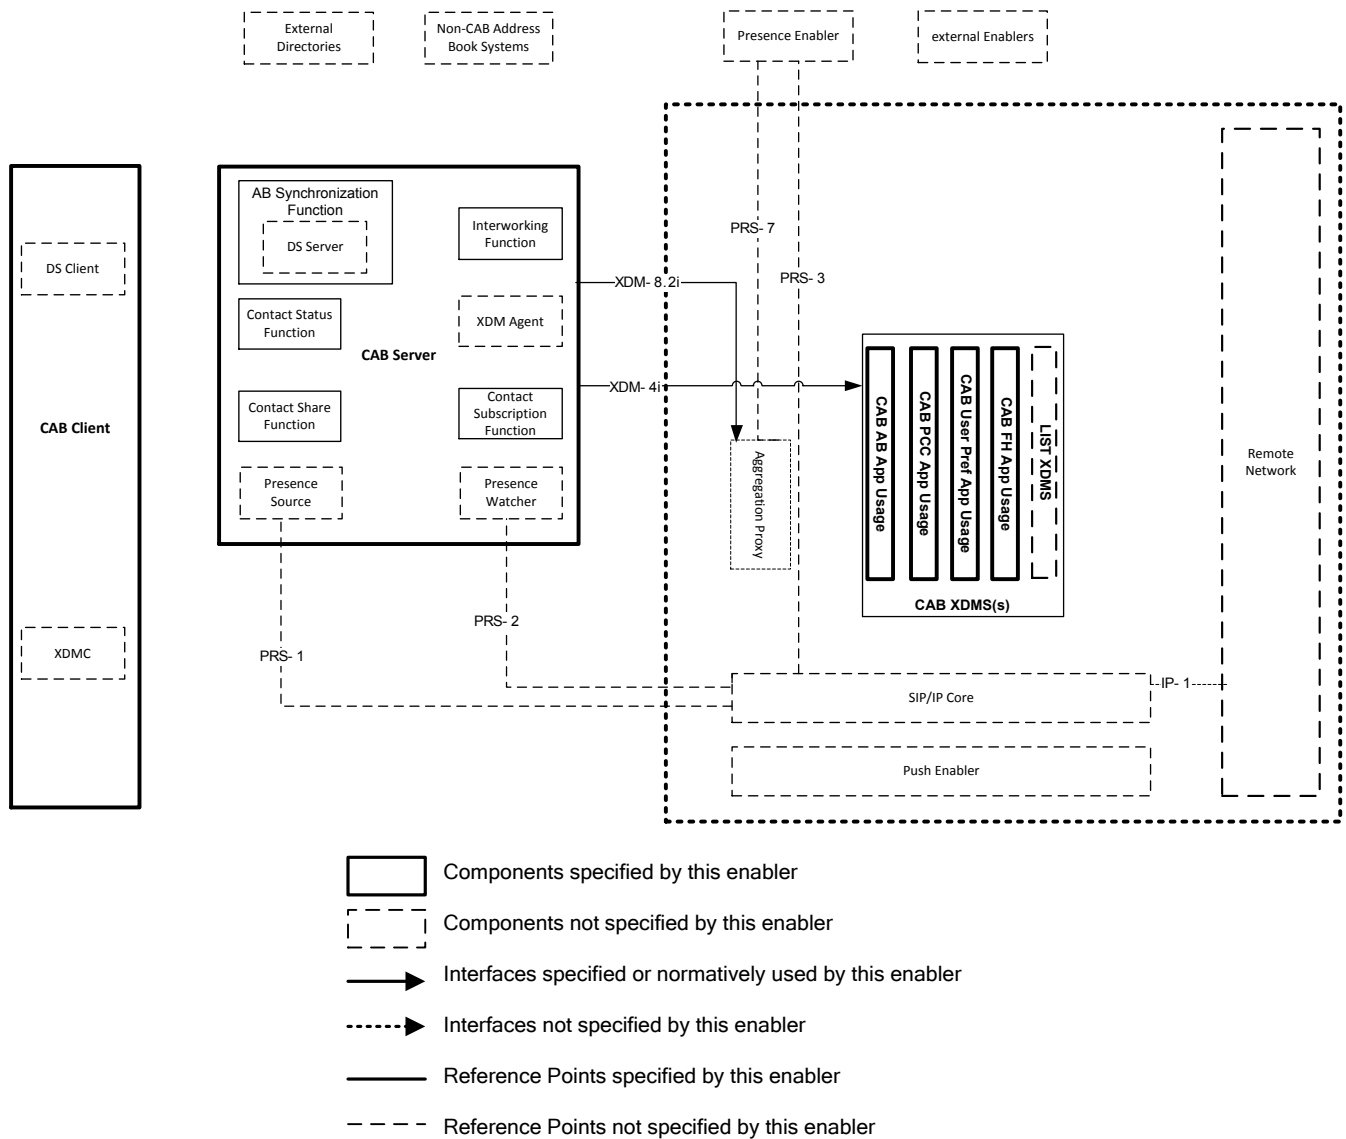 External
Directories
Non-CAB Address
Book Systems
Presence Enabler
external Enablers
AB Synchronization
Function
DS Server
Interworking
Function
DS Client
Contact Status
Function
XDM Agent
CAB Server
Contact Share
Function
Contact
Subscription
Function
CAB Client
Presence
Source
Presence
Watcher
XDMC
PRS- 1
PRS- 2
XDM- 8.2i
XDM- 4i
PRS- 7
PRS- 3
Aggregation Proxy
CAB AB App Usage
CAB PCC App Usage
CAB User Pref App Usage
CAB FH App Usage
LIST XDMS
CAB XDMS(s)
Remote
Network
SIP/IP Core
IP- 1
Push Enabler
Components specified by this enabler
Components not specified by this enabler
Interfaces specified or normatively used by this enabler
Interfaces not specified by this enabler
Reference Points specified by this enabler
Reference Points not specified by this enabler